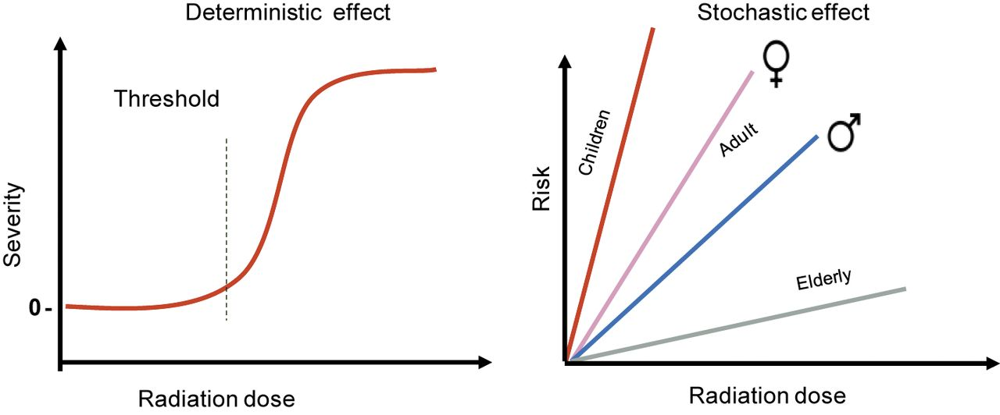 Deterministic effect
Threshold
Severity
0-
Radiation dose
Stochastic effect
Children
Adult
Elderly
Risk
Radiation dose